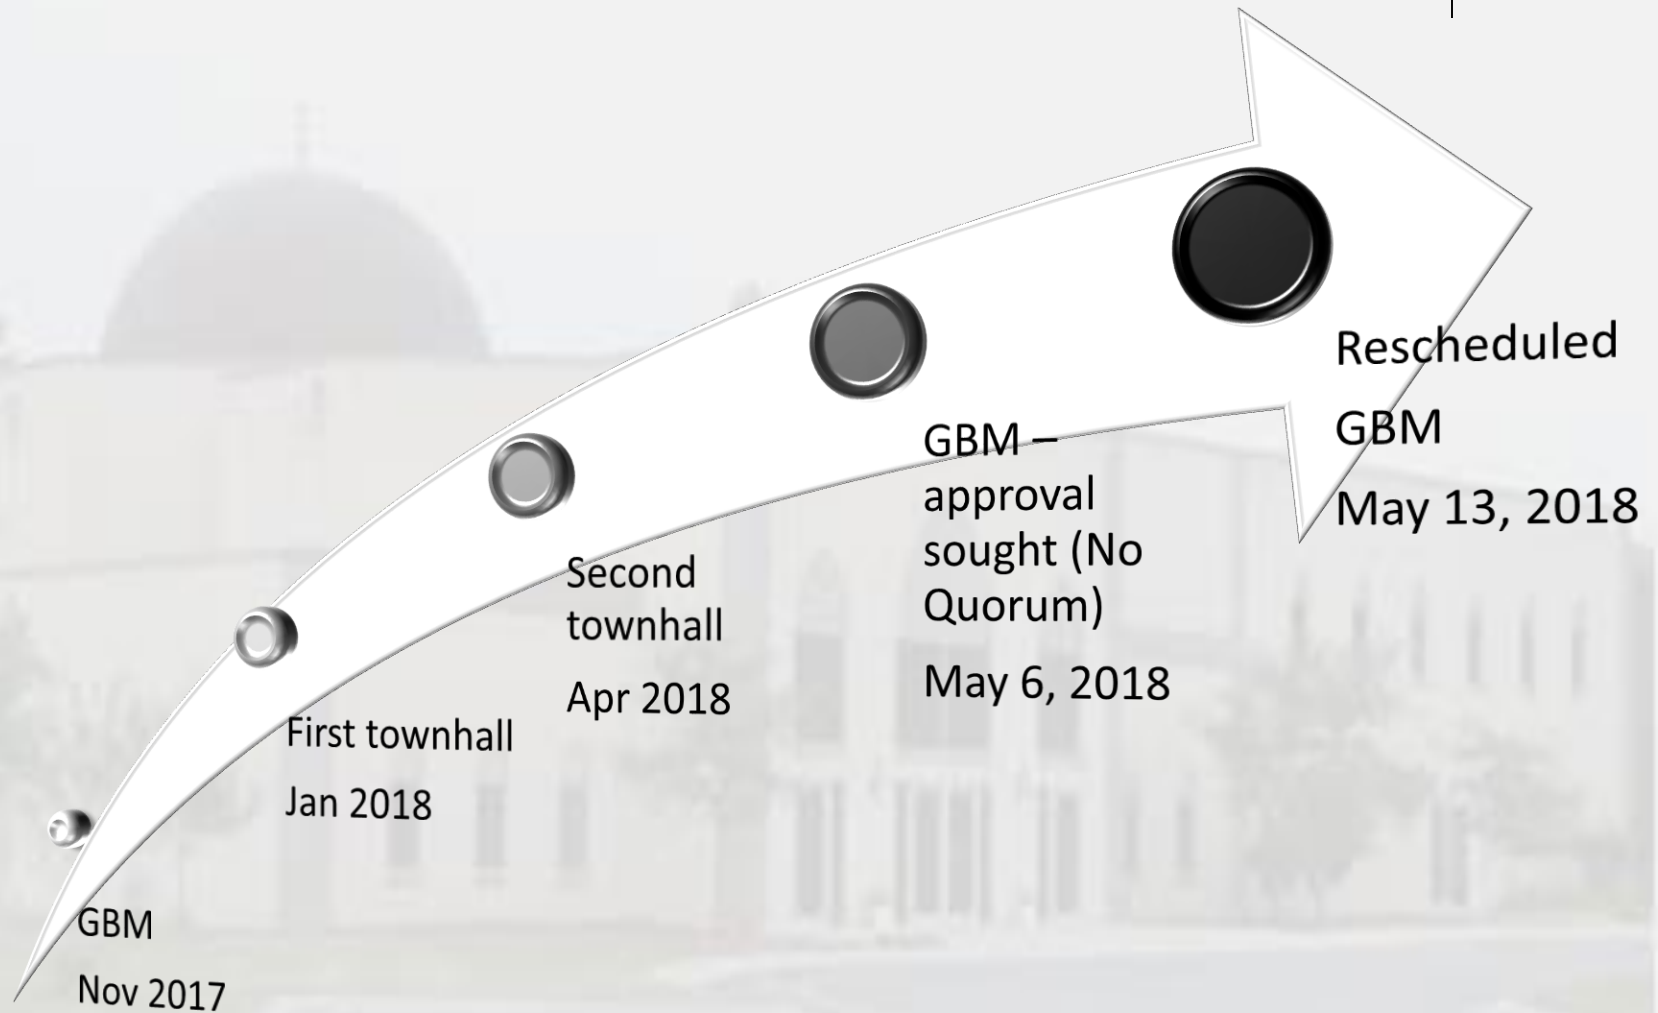 GBM
Nov 2017
First townhall
Jan 2018
Second
townhall
Apr 2018
GBM –
approval
sought (No
Quorum)
May 6, 2018
Rescheduled
GBM
May 13, 2018